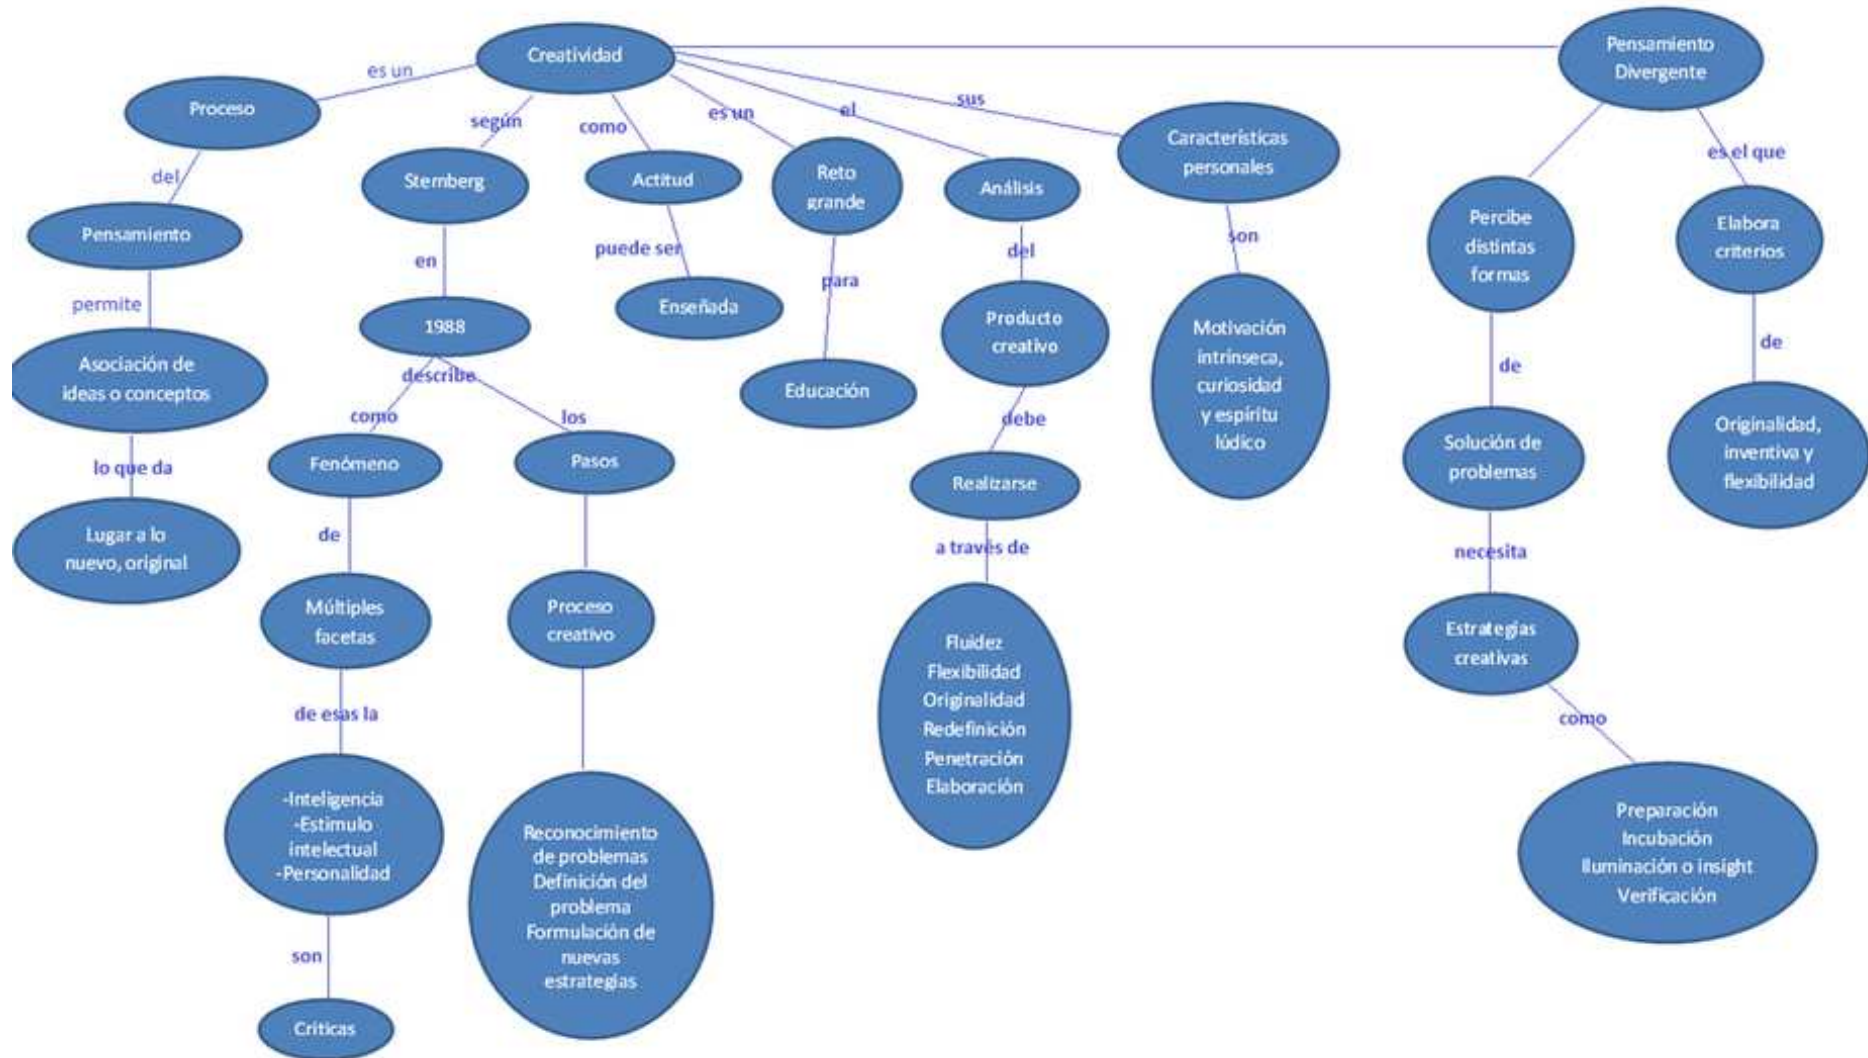 Creatividad
Pensamiento
Divergente
es un
Proceso
del
Pensamiento
permite
Asociación de
ideas o conceptos
lo que da
Lugar a lo
nuevo, original
según
Sternberg
en
1988
describe
como
Fenómeno
de
Múltiples
facetas
de esas la
-Inteligencia
-Estimulo
intelectual
-Personalidad
son
Críticas
los
Pasos
Proceso
creativo
Reconocimiento
de problemas
Definición del
problema
Formulación de
nuevas
estrategias
como
Actitud
puede ser
Enseñada
es un
Reto
grande
para
Educación
el
Análisis
del
Producto
creativo
debe
Realizarse
a través de
Fluidez
Flexibilidad
Originalidad
Redefinición
Penetración
Elaboración
sus
Características
personales
son
Motivación
intrínseca,
curiosidad
y espíritu
lúdico
Percibe
distintas
formas
de
Solución de
problemas
necesita
Estrategias
creativas
como
Preparación
Incubación
Iluminación o insight
Verificación
es el que
Elabora
criterios
de
Originalidad,
inventiva y
flexibilidad